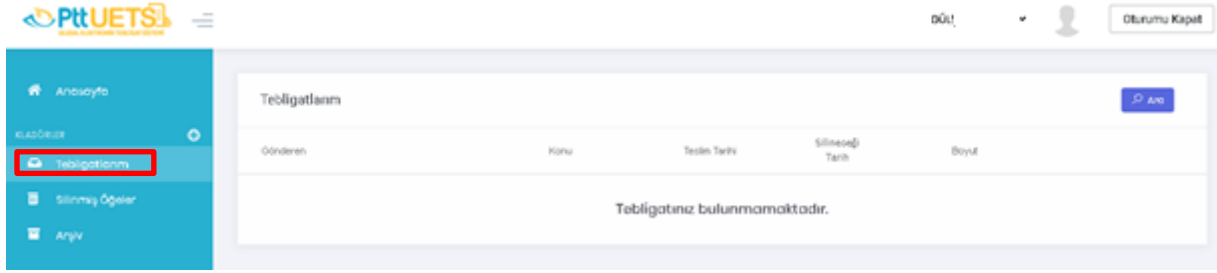 PttUETS
Oturumu Kapat
Anasayfa
KLASÖRLER
Tebligatlarım
Silinmiş Öğeler
Arşiv
Tebligatlarım
Ara
Gönderen
Konu
Teslim Tarihi
Silineceği
Tarih
Boyut
Tebligatınız bulunmamaktadır.